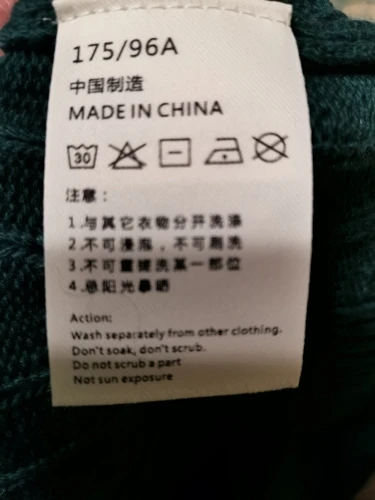 175/96A
中国制造
MADE IN CHINA
30
注意：
1.与其它衣物分开洗涤
2.不可浸泡，不可刷洗
3.不可重搓洗某一部位
4.忌阳光暴晒
Action:
Wash separately from other clothing.
Don't soak, don't scrub.
Do not scrub a part
Not sun exposure